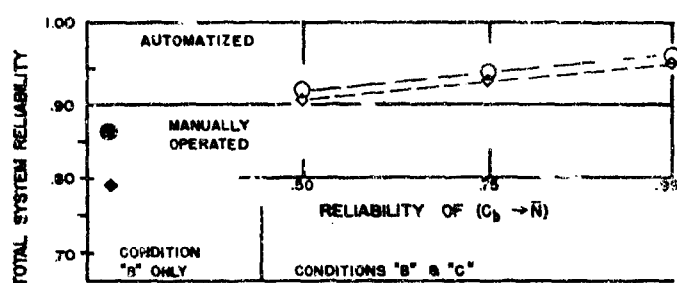 1.00
AUTOMATIZED
.90
MANUALLY
OPERATED
.80
.50 .75 .99
RELIABILITY OF (Cb → N̄)
.70
CONDITION
"B" ONLY
CONDITIONS "B" & "C"
TOTAL SYSTEM RELIABILITY